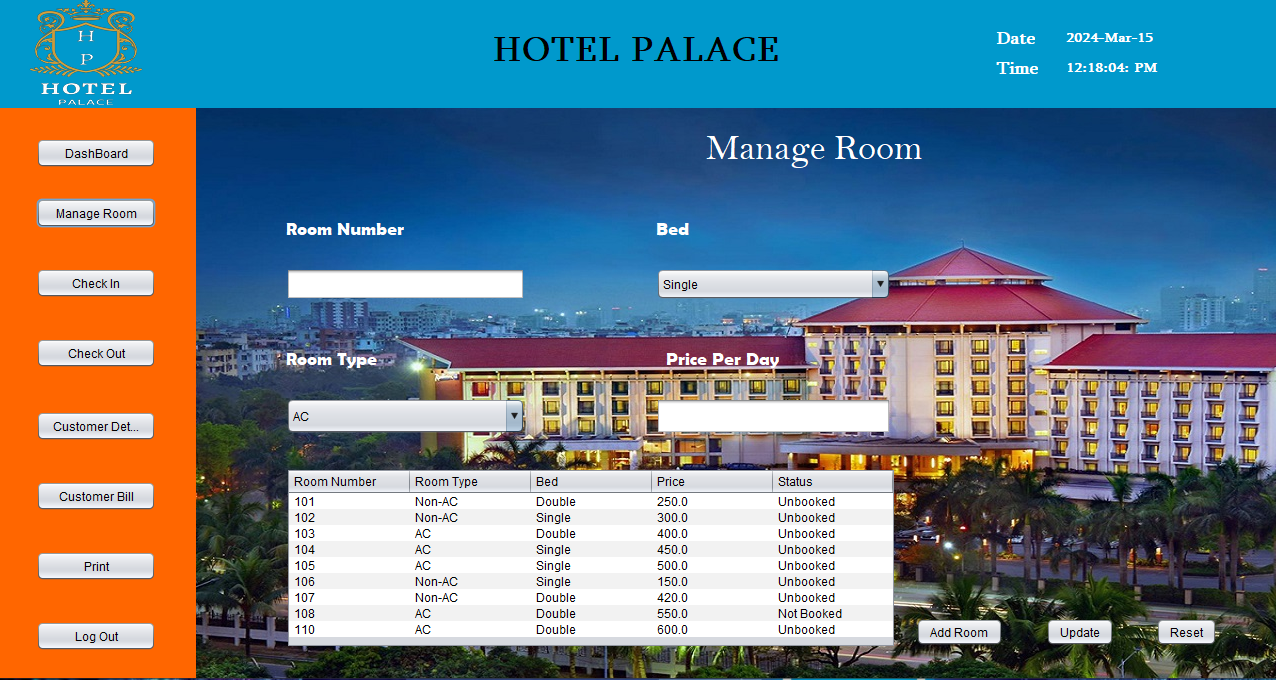 H
P
HOTEL
PALACE
HOTEL PALACE
Date 2024-Mar-15
Time 12:18:04: PM
DashBoard
Manage Room
Check In
Check Out
Customer Det...
Customer Bill
Print
Log Out
Manage Room
Room Number Bed
Single
Room Type Price Per Day
AC
Room Number Room Type Bed Price Status
101 Non-AC Double 250.0 Unbooked
102 Non-AC Single 300.0 Unbooked
103 AC Double 400.0 Unbooked
104 AC Single 450.0 Unbooked
105 AC Single 500.0 Unbooked
106 Non-AC Single 150.0 Unbooked
107 Non-AC Double 420.0 Unbooked
108 AC Double 550.0 Not Booked
110 AC Double 600.0 Unbooked
Add Room Update Reset